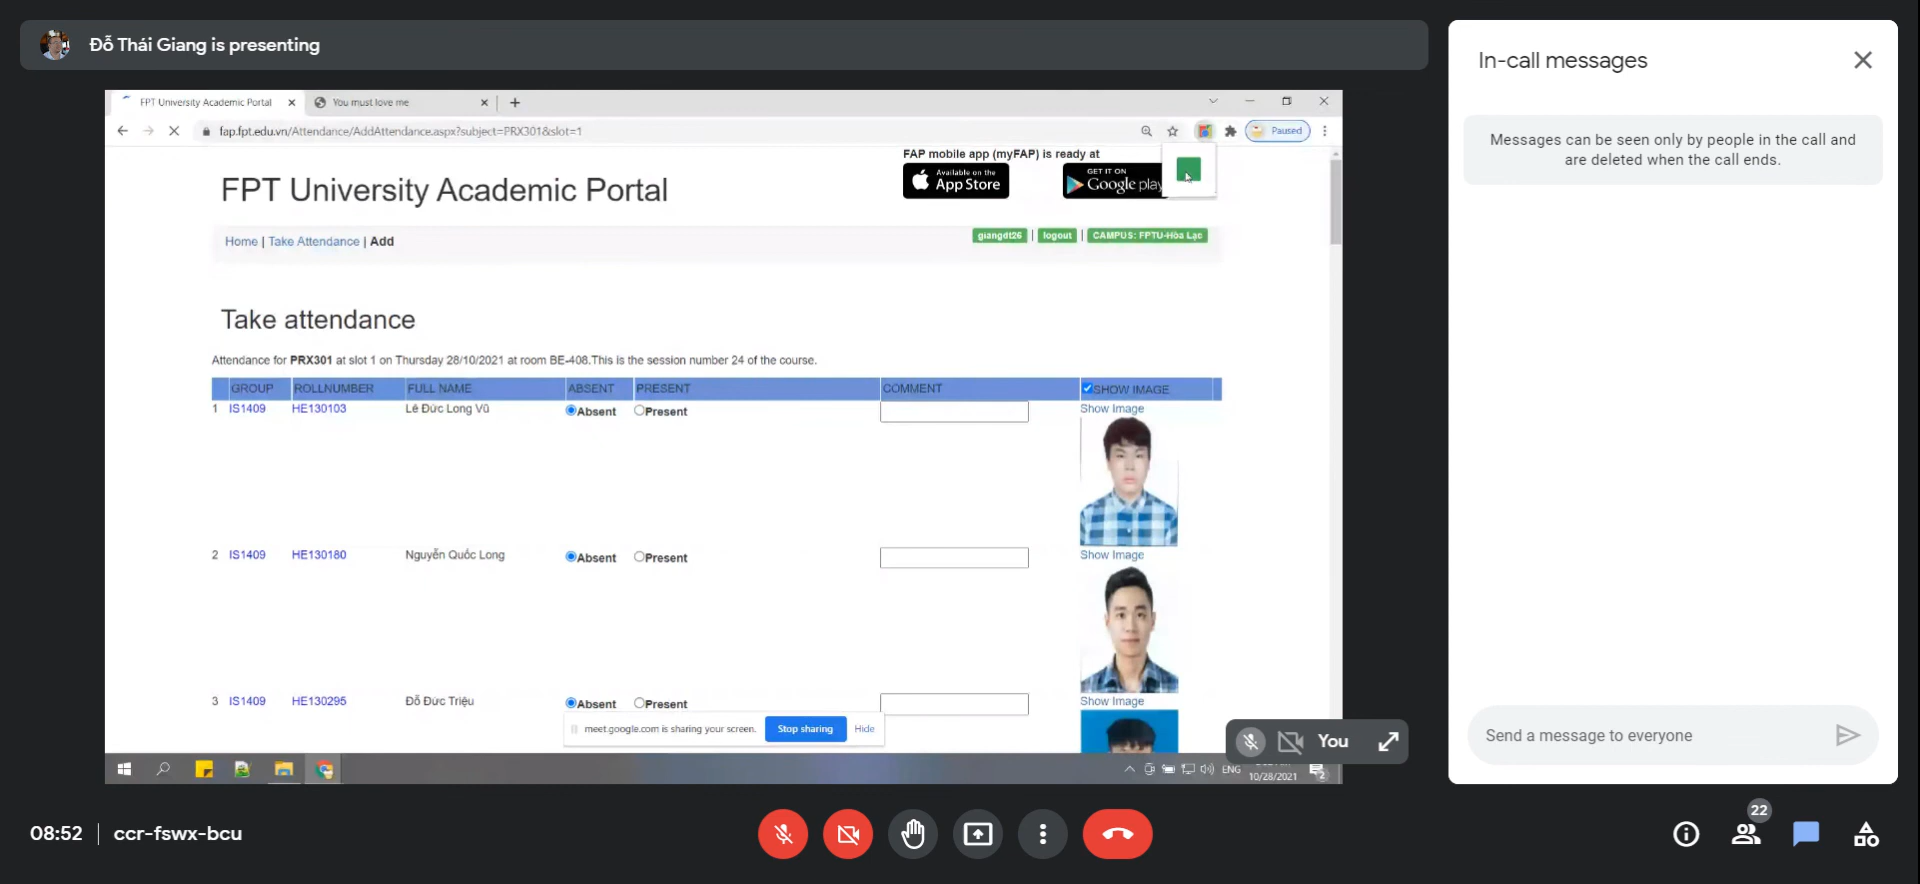 Đỗ Thái Giang is presenting
FPT University Academic Portal
You must love me
fap.fpt.edu.vn/Attendance/AddAttendance.aspx?subject=PRX301&slot=1
Paused
FAP mobile app (myFAP) is ready at
FPT University Academic Portal
Available on the
App Store
GET IT ON
Google play
Home | Take Attendance | Add
giangdt26 | logout | CAMPUS: FPTU-Hòa Lạc
Take attendance
Attendance for PRX301 at slot 1 on Thursday 28/10/2021 at room BE-408.This is the session number 24 of the course.
GROUP ROLLNUMBER FULL NAME ABSENT PRESENT COMMENT SHOW IMAGE
1 IS1409 HE130103 Lê Đức Long Vũ Absent Present Show Image
2 IS1409 HE130180 Nguyễn Quốc Long Absent Present Show Image
3 IS1409 HE130295 Đỗ Đức Triệu Absent Present Show Image
meet.google.com is sharing your screen. Stop sharing Hide
ENG
10/28/2021
2
You
In-call messages
Messages can be seen only by people in the call and
are deleted when the call ends.
Send a message to everyone
08:52 | ccr-fswx-bcu
22